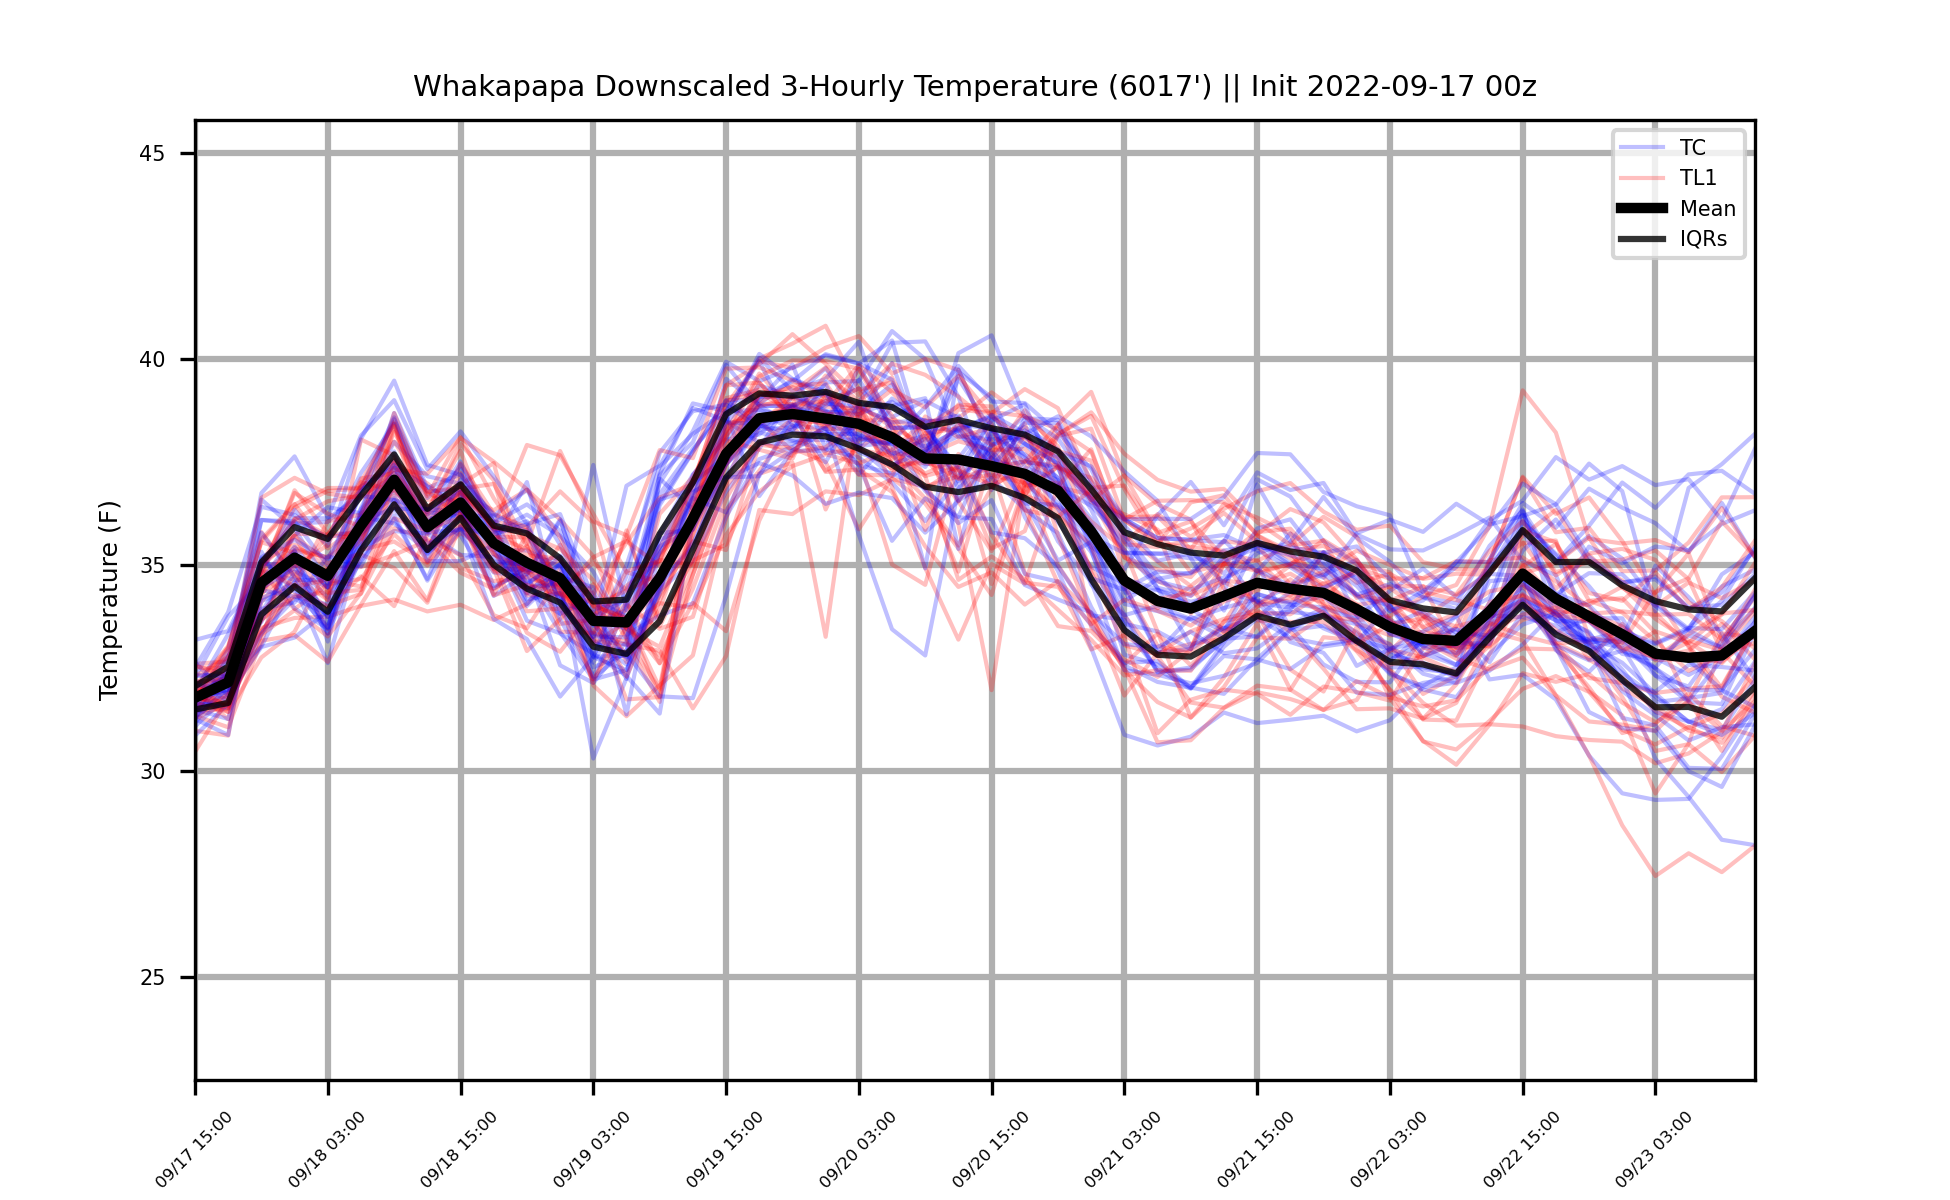 Whakapapa Downscaled 3-Hourly Temperature (6017') || Init 2022-09-17 00z
TC
TL1
Mean
IQRs
Temperature (F)
45
40
35
30
25
09/17 15:00
09/18 03:00
09/18 15:00
09/19 03:00
09/19 15:00
09/20 03:00
09/20 15:00
09/21 03:00
09/21 15:00
09/22 03:00
09/22 15:00
09/23 03:00